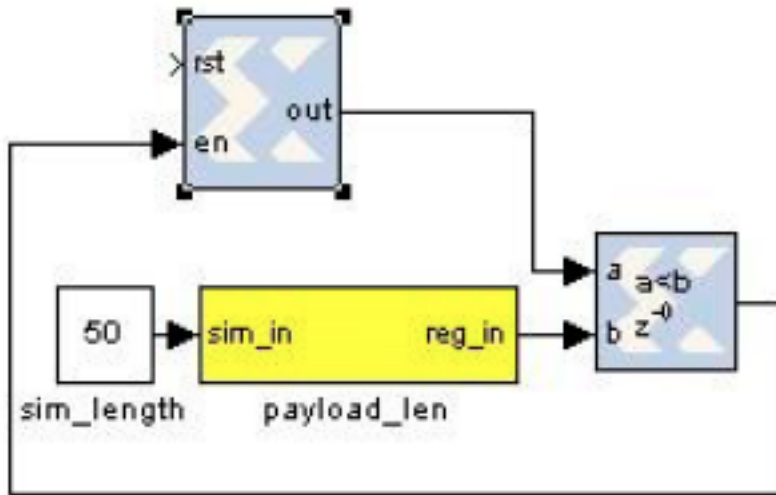 rst
out
en
a
a<b
50
sim_in
reg_in
b
z-0
sim_length
payload_len